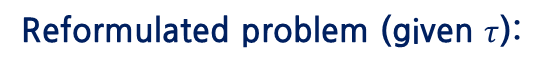 Reformulated problem (given τ):